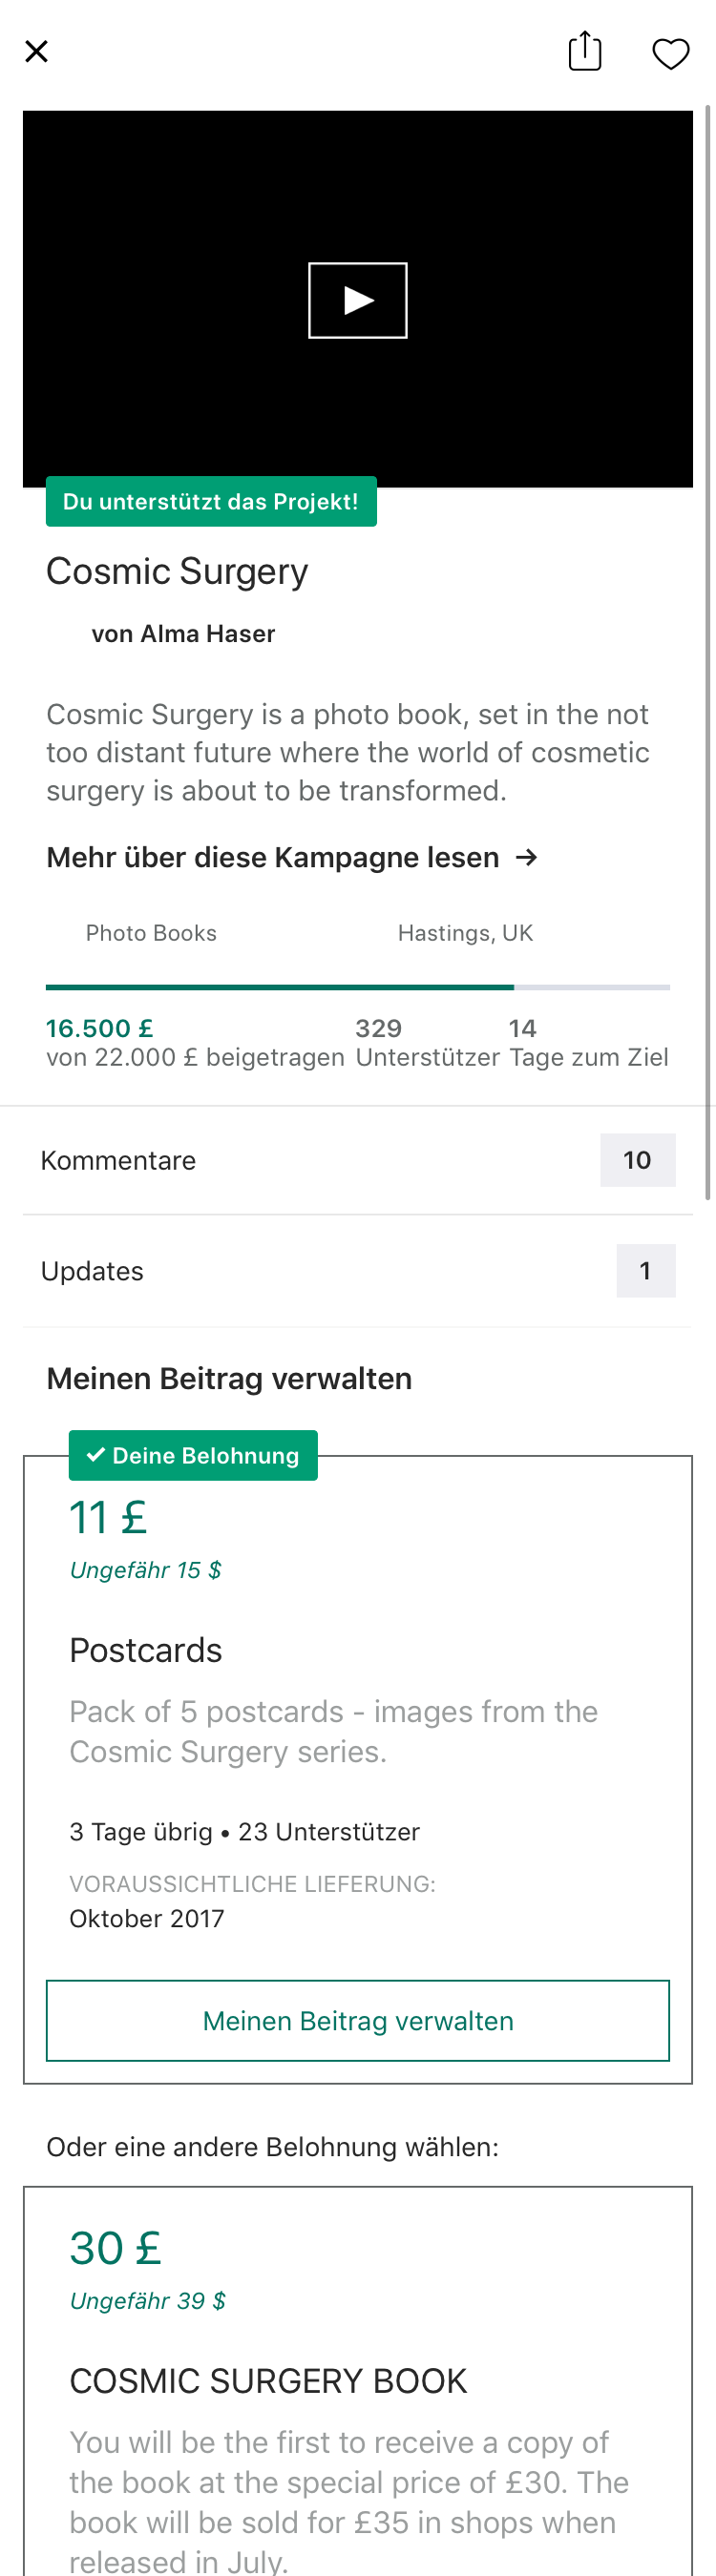 Du unterstützt das Projekt!
Cosmic Surgery
von Alma Haser
Cosmic Surgery is a photo book, set in the not
too distant future where the world of cosmetic
surgery is about to be transformed.
Mehr über diese Kampagne lesen →
Photo Books
Hastings, UK
16.500 £
von 22.000 £ beigetragen
329
Unterstützer
14
Tage zum Ziel
Kommentare
10
Updates
1
Meinen Beitrag verwalten
✓ Deine Belohnung
11 £
Ungefähr 15 $
Postcards
Pack of 5 postcards - images from the
Cosmic Surgery series.
3 Tage übrig • 23 Unterstützer
VORAUSSICHTLICHE LIEFERUNG:
Oktober 2017
Meinen Beitrag verwalten
Oder eine andere Belohnung wählen:
30 £
Ungefähr 39 $
COSMIC SURGERY BOOK
You will be the first to receive a copy of
the book at the special price of £30. The
book will be sold for £35 in shops when
released in July.